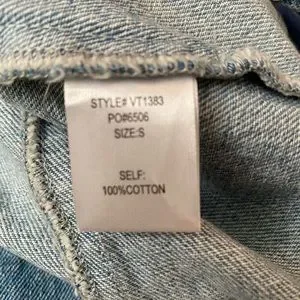 STYLE# VT1383
PO#6506
SIZE:S
SELF:
100%COTTON